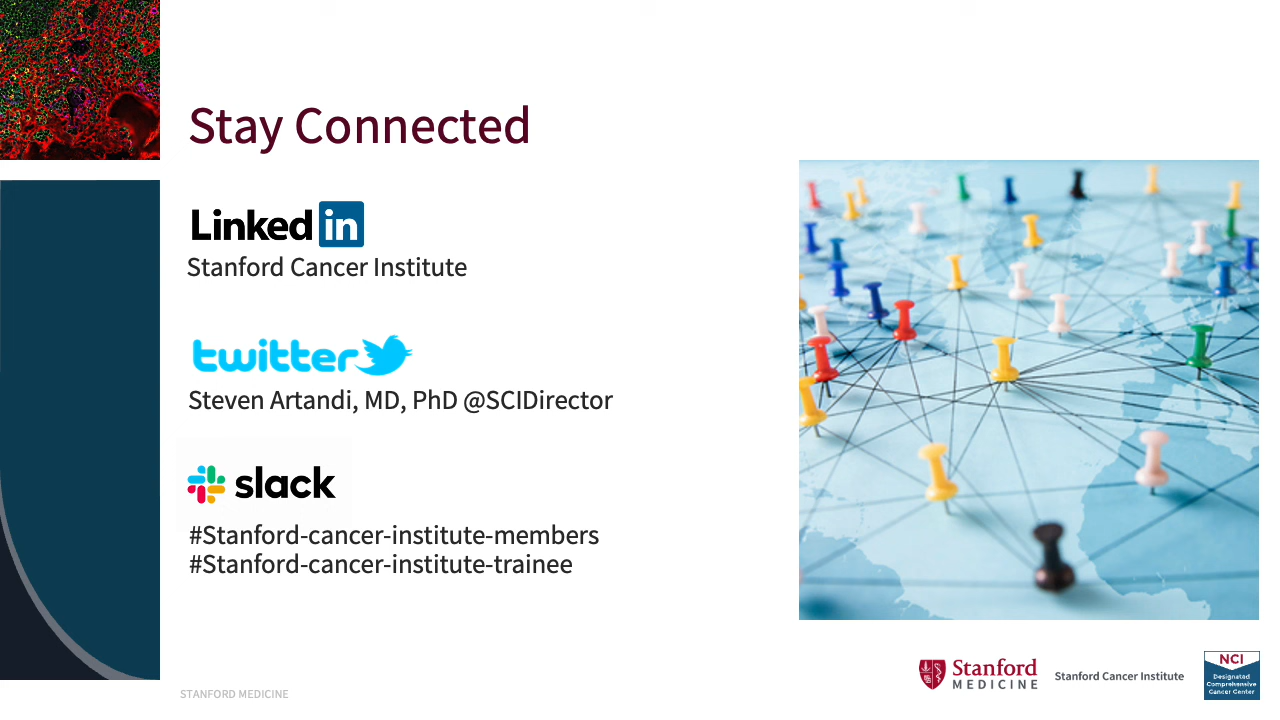 Stay Connected
Linked in
Stanford Cancer Institute
twitter
Steven Artandi, MD, PhD @SCIDirector
slack
#Stanford-cancer-institute-members
#Stanford-cancer-institute-trainee
STANFORD MEDICINE
Stanford
MEDICINE
Stanford Cancer Institute
NCI
Designated
Comprehensive
Cancer Center